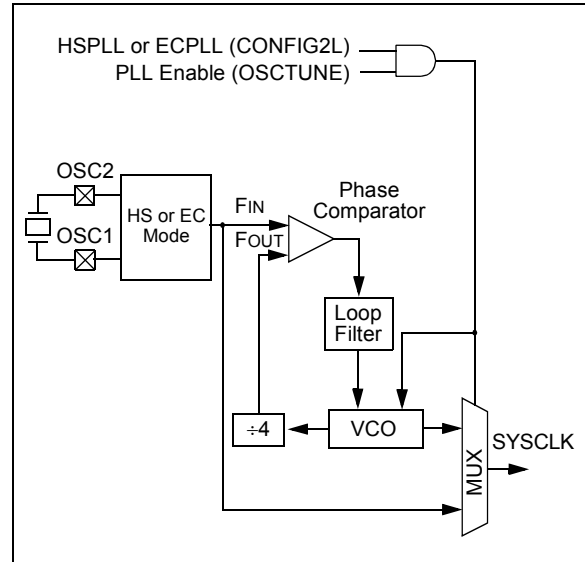 HSPLL or ECPLL (CONFIG2L)
PLL Enable (OSCTUNE)
OSC2
OSC1
HS or EC
Mode
FIN
FOUT
Phase
Comparator
Loop
Filter
÷4
VCO
MUX
SYSCLK